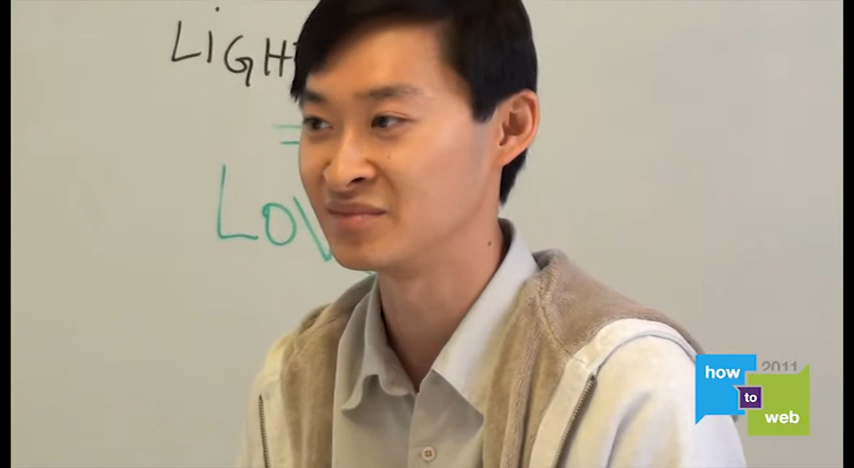 LIGH
=
LOV
how 2011
to
web